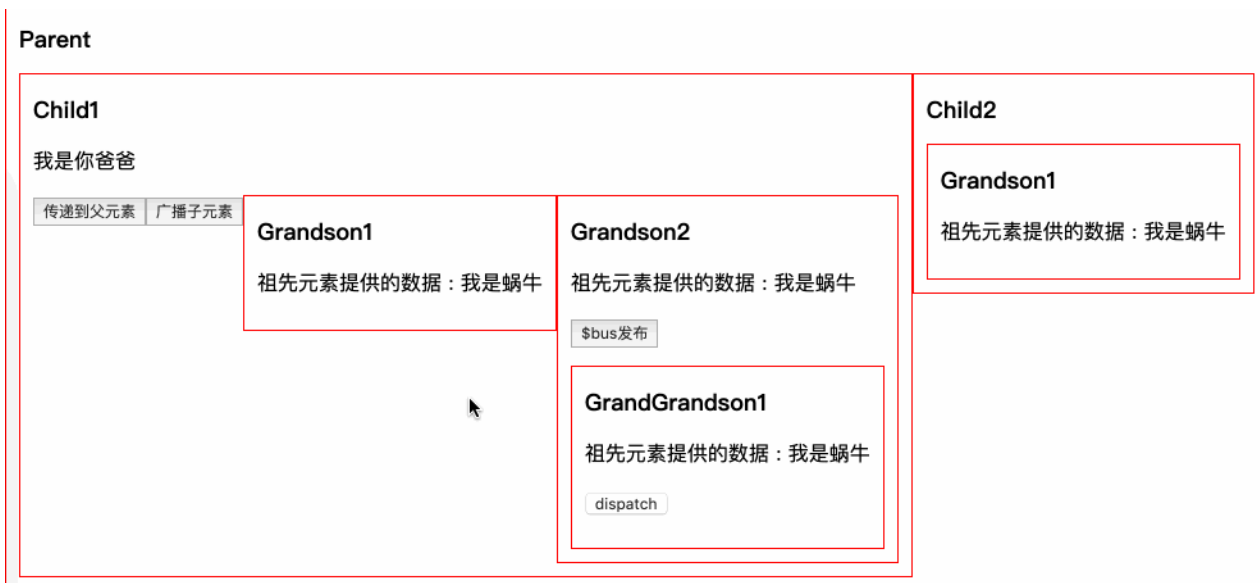 Parent
Child1
我是你爸爸
传递到父元素
广播子元素
Grandson1
祖先元素提供的数据：我是蜗牛
Grandson2
祖先元素提供的数据：我是蜗牛
$bus发布
GrandGrandson1
祖先元素提供的数据：我是蜗牛
dispatch
Child2
Grandson1
祖先元素提供的数据：我是蜗牛